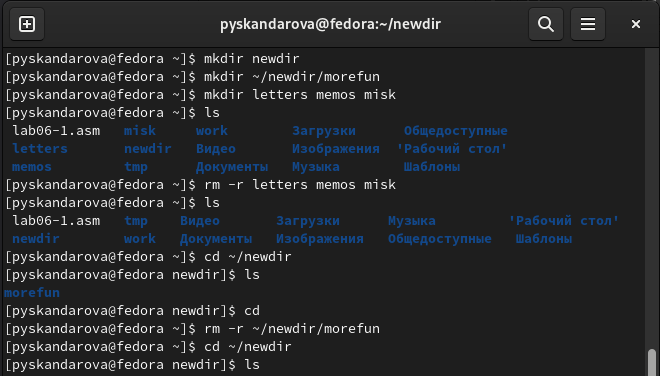 pyskandarova@fedora:~/newdir
[pyskandarova@fedora ~]$ mkdir newdir
[pyskandarova@fedora ~]$ mkdir ~/newdir/morefun
[pyskandarova@fedora ~]$ mkdir letters memos misk
[pyskandarova@fedora ~]$ ls
lab06-1.asm misk work Загрузки Общедоступные
letters newdir Видео Изображения 'Рабочий стол'
memos tmp Документы Музыка Шаблоны
[pyskandarova@fedora ~]$ rm -r letters memos misk
[pyskandarova@fedora ~]$ ls
lab06-1.asm tmp Видео Загрузки Музыка 'Рабочий стол'
newdir work Документы Изображения Общедоступные Шаблоны
[pyskandarova@fedora ~]$ cd ~/newdir
[pyskandarova@fedora newdir]$ ls
morefun
[pyskandarova@fedora newdir]$ cd
[pyskandarova@fedora ~]$ rm -r ~/newdir/morefun
[pyskandarova@fedora ~]$ cd ~/newdir
[pyskandarova@fedora newdir]$ ls